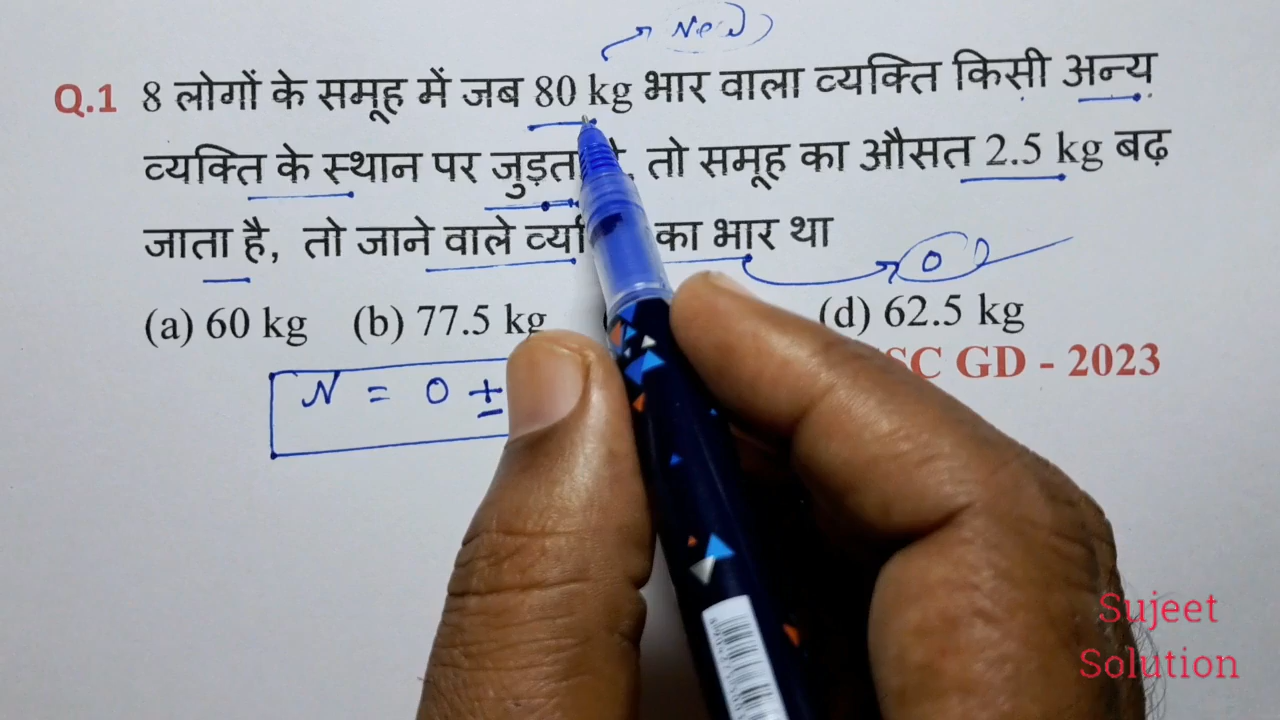 New
Q.1 8 लोगों के समूह में जब 80 kg भार वाला व्यक्ति किसी अन्य
व्यक्ति के स्थान पर जुड़ता , तो समूह का औसत 2.5 kg बढ़
जाता है, तो जाने वाले का भार था
O
(a) 60 kg (b) 77.5 kg (d) 62.5 kg
GD - 2023
N = O ±
Sujeet
Solution